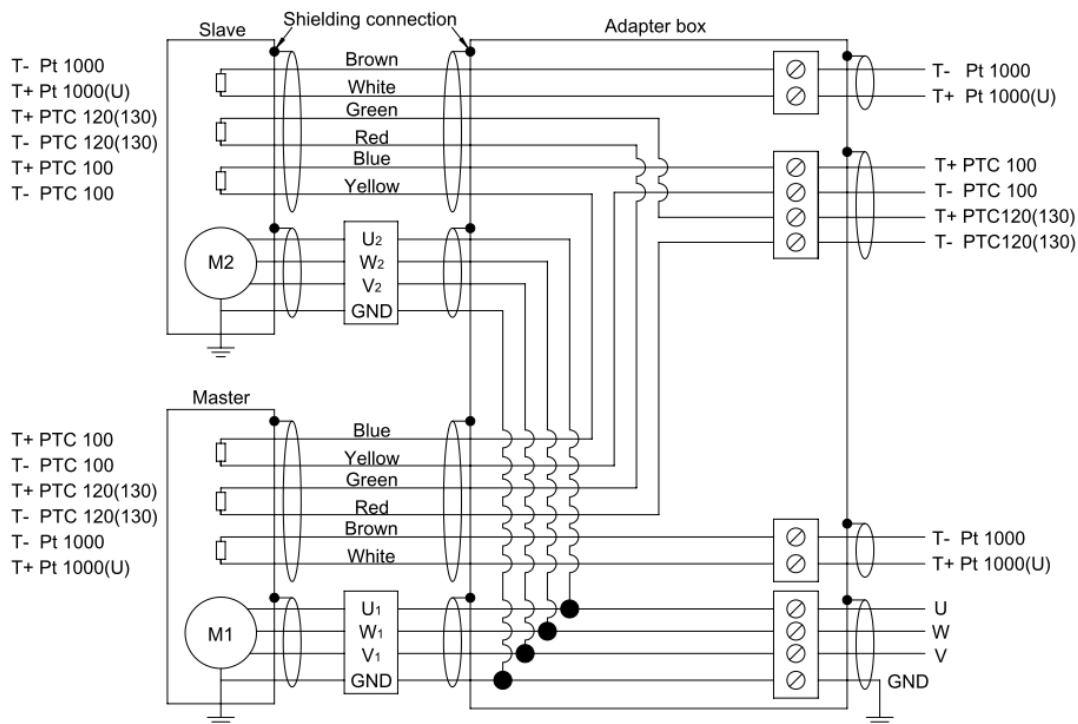 Shielding connection
Slave
Adapter box
T- Pt 1000
T+ Pt 1000(U)
T+ PTC 120(130)
T- PTC 120(130)
T+ PTC 100
T- PTC 100
Brown
White
Green
Red
Blue
Yellow
T- Pt 1000
T+ Pt 1000(U)
T+ PTC 100
T- PTC 100
T+ PTC120(130)
T- PTC120(130)
M2
U2
W2
V2
GND
Master
T+ PTC 100
T- PTC 100
T+ PTC 120(130)
T- PTC 120(130)
T- Pt 1000
T+ Pt 1000(U)
Blue
Yellow
Green
Red
Brown
White
T- Pt 1000
T+ Pt 1000(U)
M1
U1
W1
V1
GND
U
W
V
GND